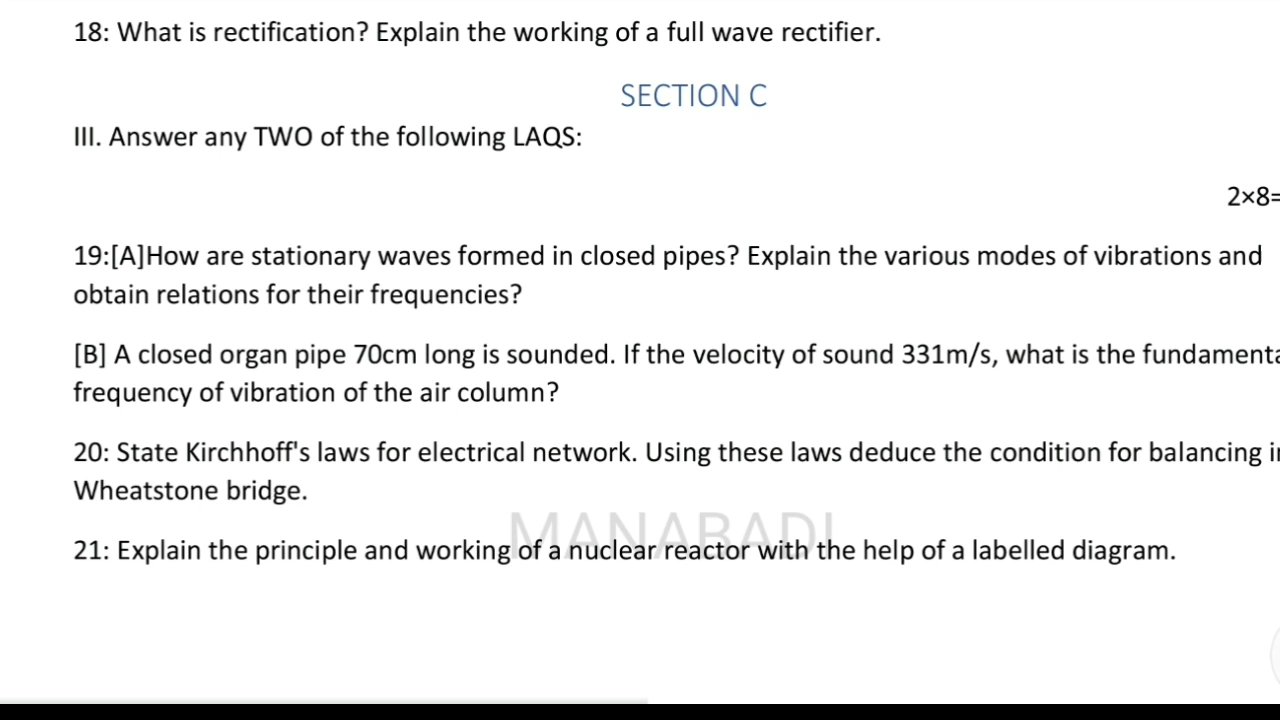 18: What is rectification? Explain the working of a full wave rectifier.
SECTION C
III. Answer any TWO of the following LAQS:
2×8=
19:[A]How are stationary waves formed in closed pipes? Explain the various modes of vibrations and
obtain relations for their frequencies?
[B] A closed organ pipe 70cm long is sounded. If the velocity of sound 331m/s, what is the fundamenta
frequency of vibration of the air column?
20: State Kirchhoff's laws for electrical network. Using these laws deduce the condition for balancing i
Wheatstone bridge.
MANABADI
21: Explain the principle and working of a nuclear reactor with the help of a labelled diagram.